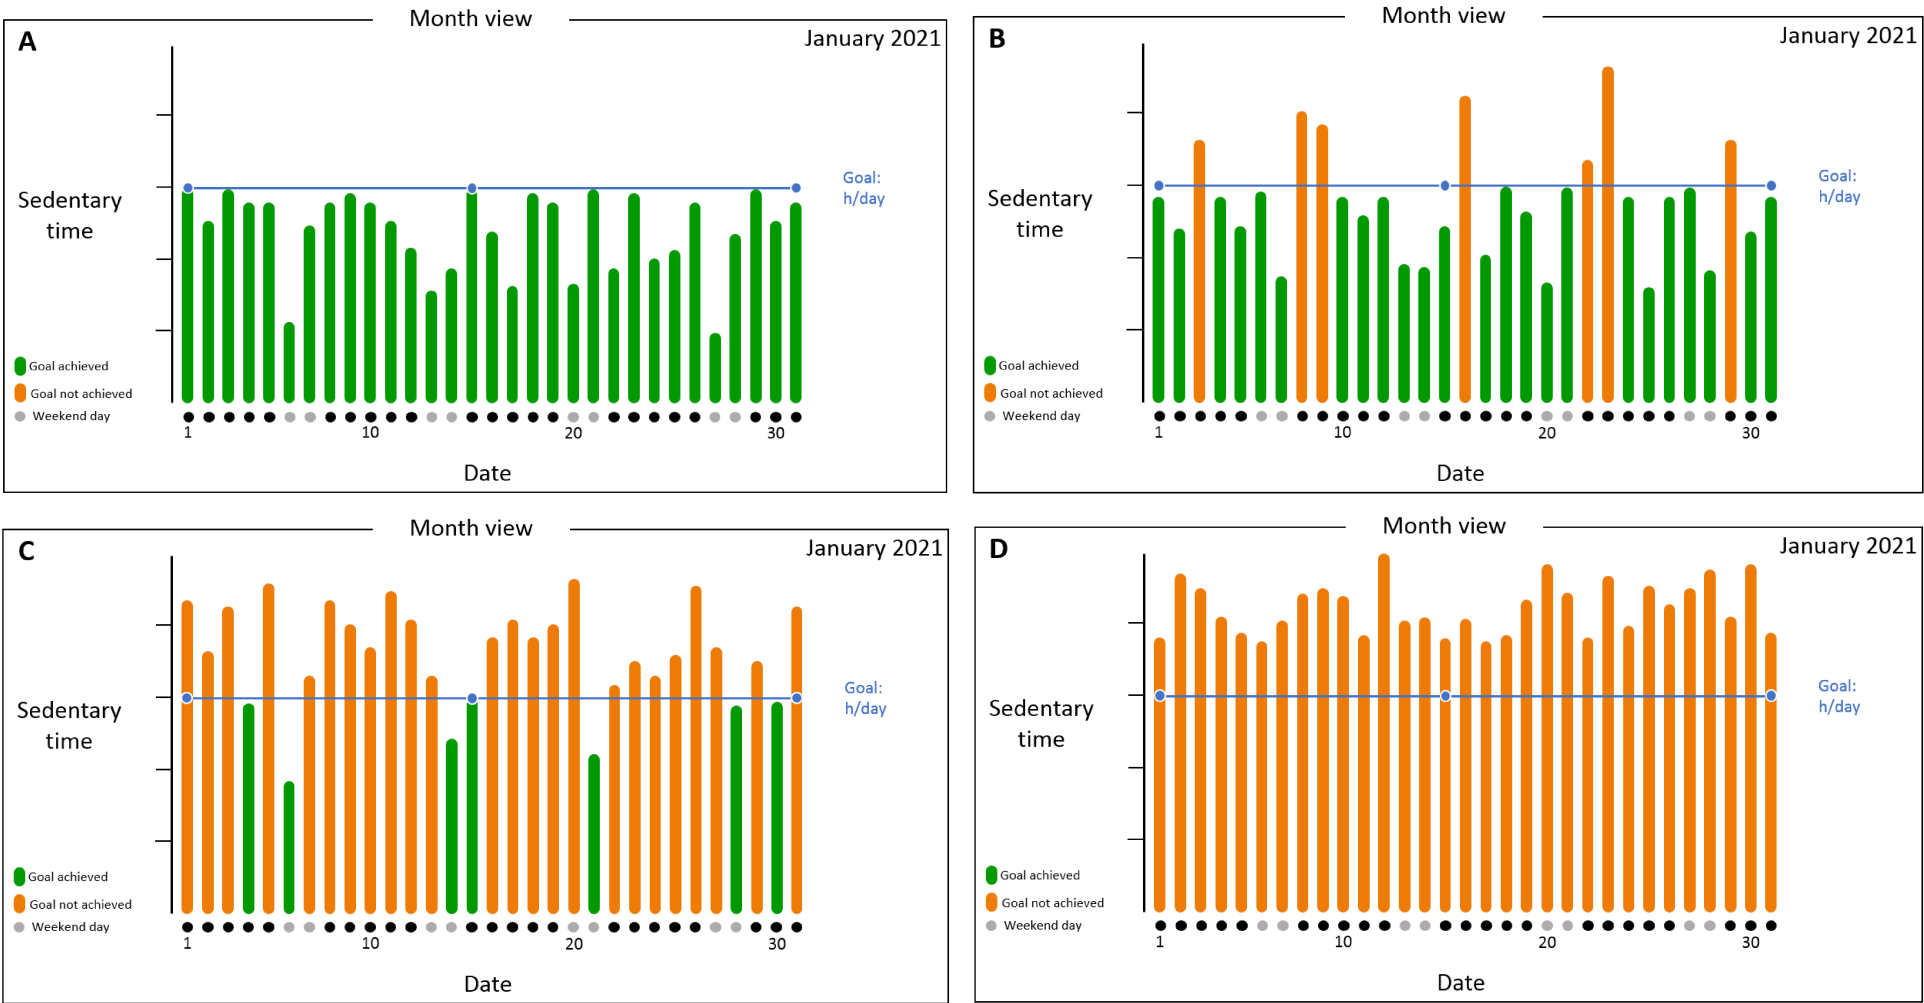 Month view
A
January 2021
Sedentary
time
Goal:
h/day
Goal achieved
Goal not achieved
Weekend day
1 10 20 30
Date
Month view
B
January 2021
Sedentary
time
Goal:
h/day
Goal achieved
Goal not achieved
Weekend day
1 10 20 30
Date
Month view
C
January 2021
Sedentary
time
Goal:
h/day
Goal achieved
Goal not achieved
Weekend day
1 10 20 30
Date
Month view
D
January 2021
Sedentary
time
Goal:
h/day
Goal achieved
Goal not achieved
Weekend day
1 10 20 30
Date